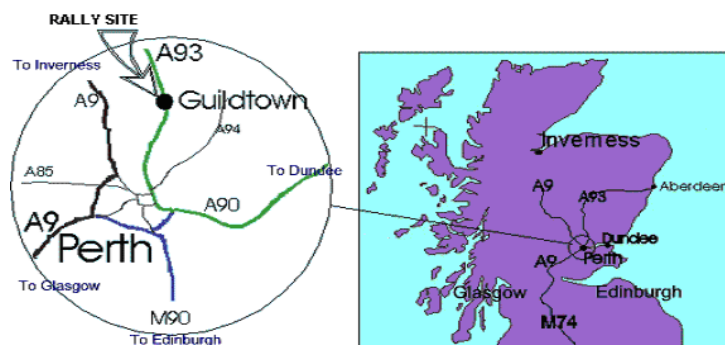 RALLY SITE
A93
To Inverness
A9
Guildtown
A94
A85
To Dundee
A90
A9
Perth
To Glasgow
M90
To Edinburgh
Inverness
A9
A93
Aberdeer
Dundee
Perth
A9
Glasgow
Edinburgh
M74